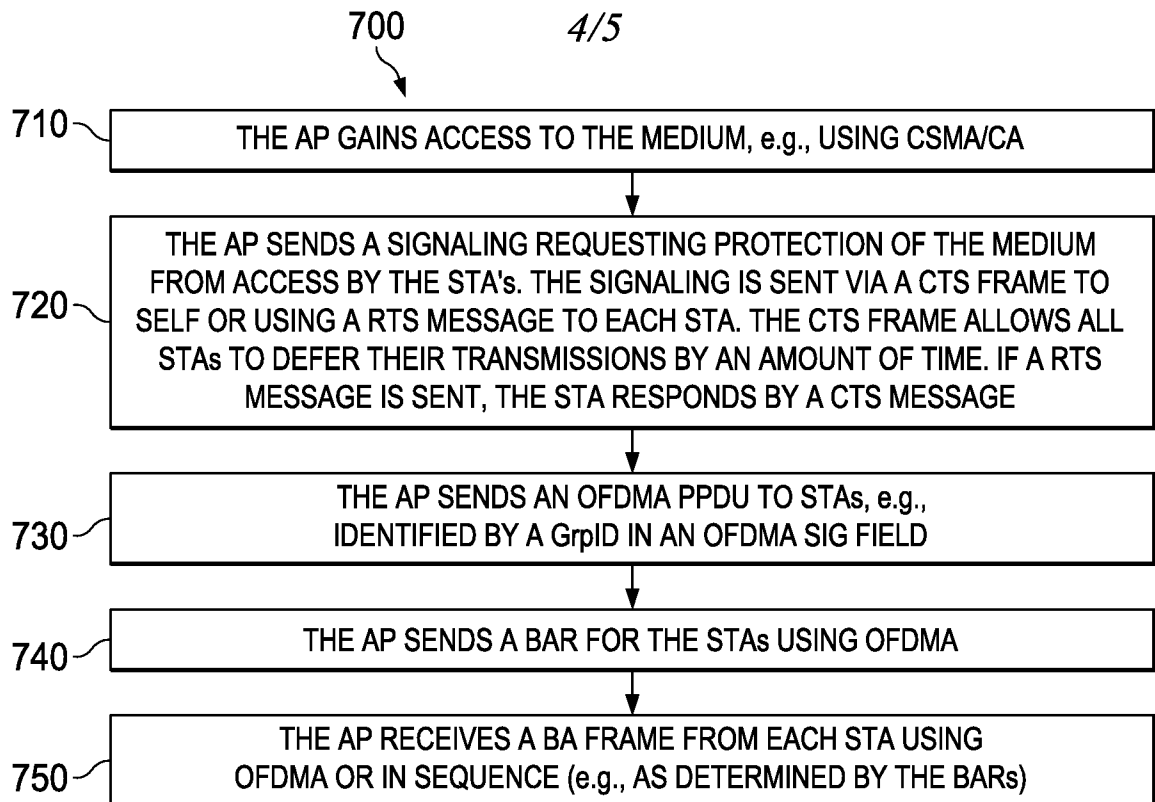 700
4/5
710
THE AP GAINS ACCESS TO THE MEDIUM, e.g., USING CSMA/CA
720
THE AP SENDS A SIGNALING REQUESTING PROTECTION OF THE MEDIUM
FROM ACCESS BY THE STA's. THE SIGNALING IS SENT VIA A CTS FRAME TO
SELF OR USING A RTS MESSAGE TO EACH STA. THE CTS FRAME ALLOWS ALL
STAs TO DEFER THEIR TRANSMISSIONS BY AN AMOUNT OF TIME. IF A RTS
MESSAGE IS SENT, THE STA RESPONDS BY A CTS MESSAGE
730
THE AP SENDS AN OFDMA PPDU TO STAs, e.g.,
IDENTIFIED BY A GrpID IN AN OFDMA SIG FIELD
740
THE AP SENDS A BAR FOR THE STAs USING OFDMA
750
THE AP RECEIVES A BA FRAME FROM EACH STA USING
OFDMA OR IN SEQUENCE (e.g., AS DETERMINED BY THE BARs)